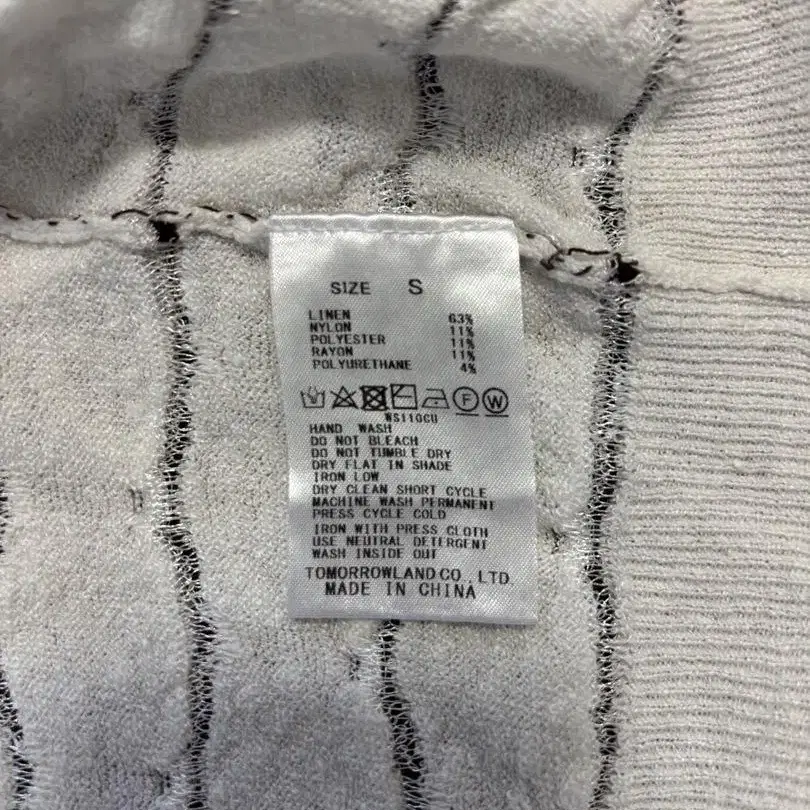 SIZE S
LINEN 63%
NYLON 11%
POLYESTER 11%
RAYON 11%
POLYURETHANE 4%
F W
WS110CU
HAND WASH
DO NOT BLEACH
DO NOT TUMBLE DRY
DRY FLAT IN SHADE
IRON LOW
DRY CLEAN SHORT CYCLE
MACHINE WASH PERMANENT
PRESS CYCLE COLD
IRON WITH PRESS CLOTH
USE NEUTRAL DETERGENT
WASH INSIDE OUT
TOMORROWLAND CO., LTD
MADE IN CHINA